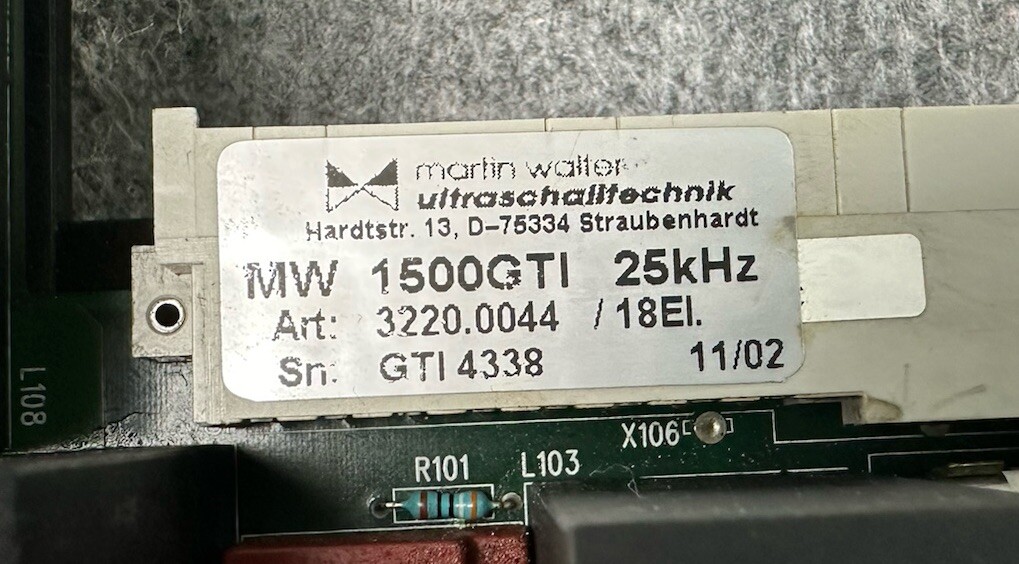 martin walter
ultraschalltechnik
Hardtstr. 13, D-75334 Straubenhardt
MW 1500GTI 25kHz
Art: 3220.0044 / 18El.
Sn: GTI 4338 11/02
L108
X106
R101 L103